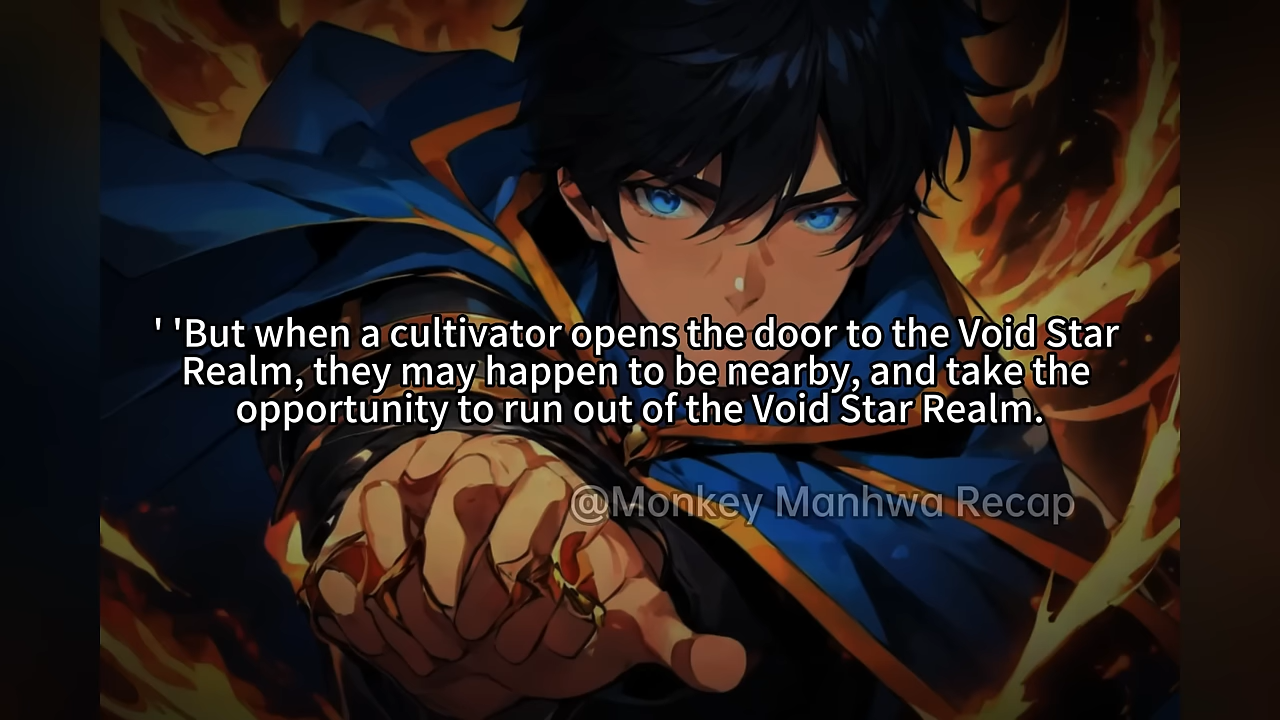 ' 'But when a cultivator opens the door to the Void Star
Realm, they may happen to be nearby, and take the
opportunity to run out of the Void Star Realm.
@Monkey Manhwa Recap